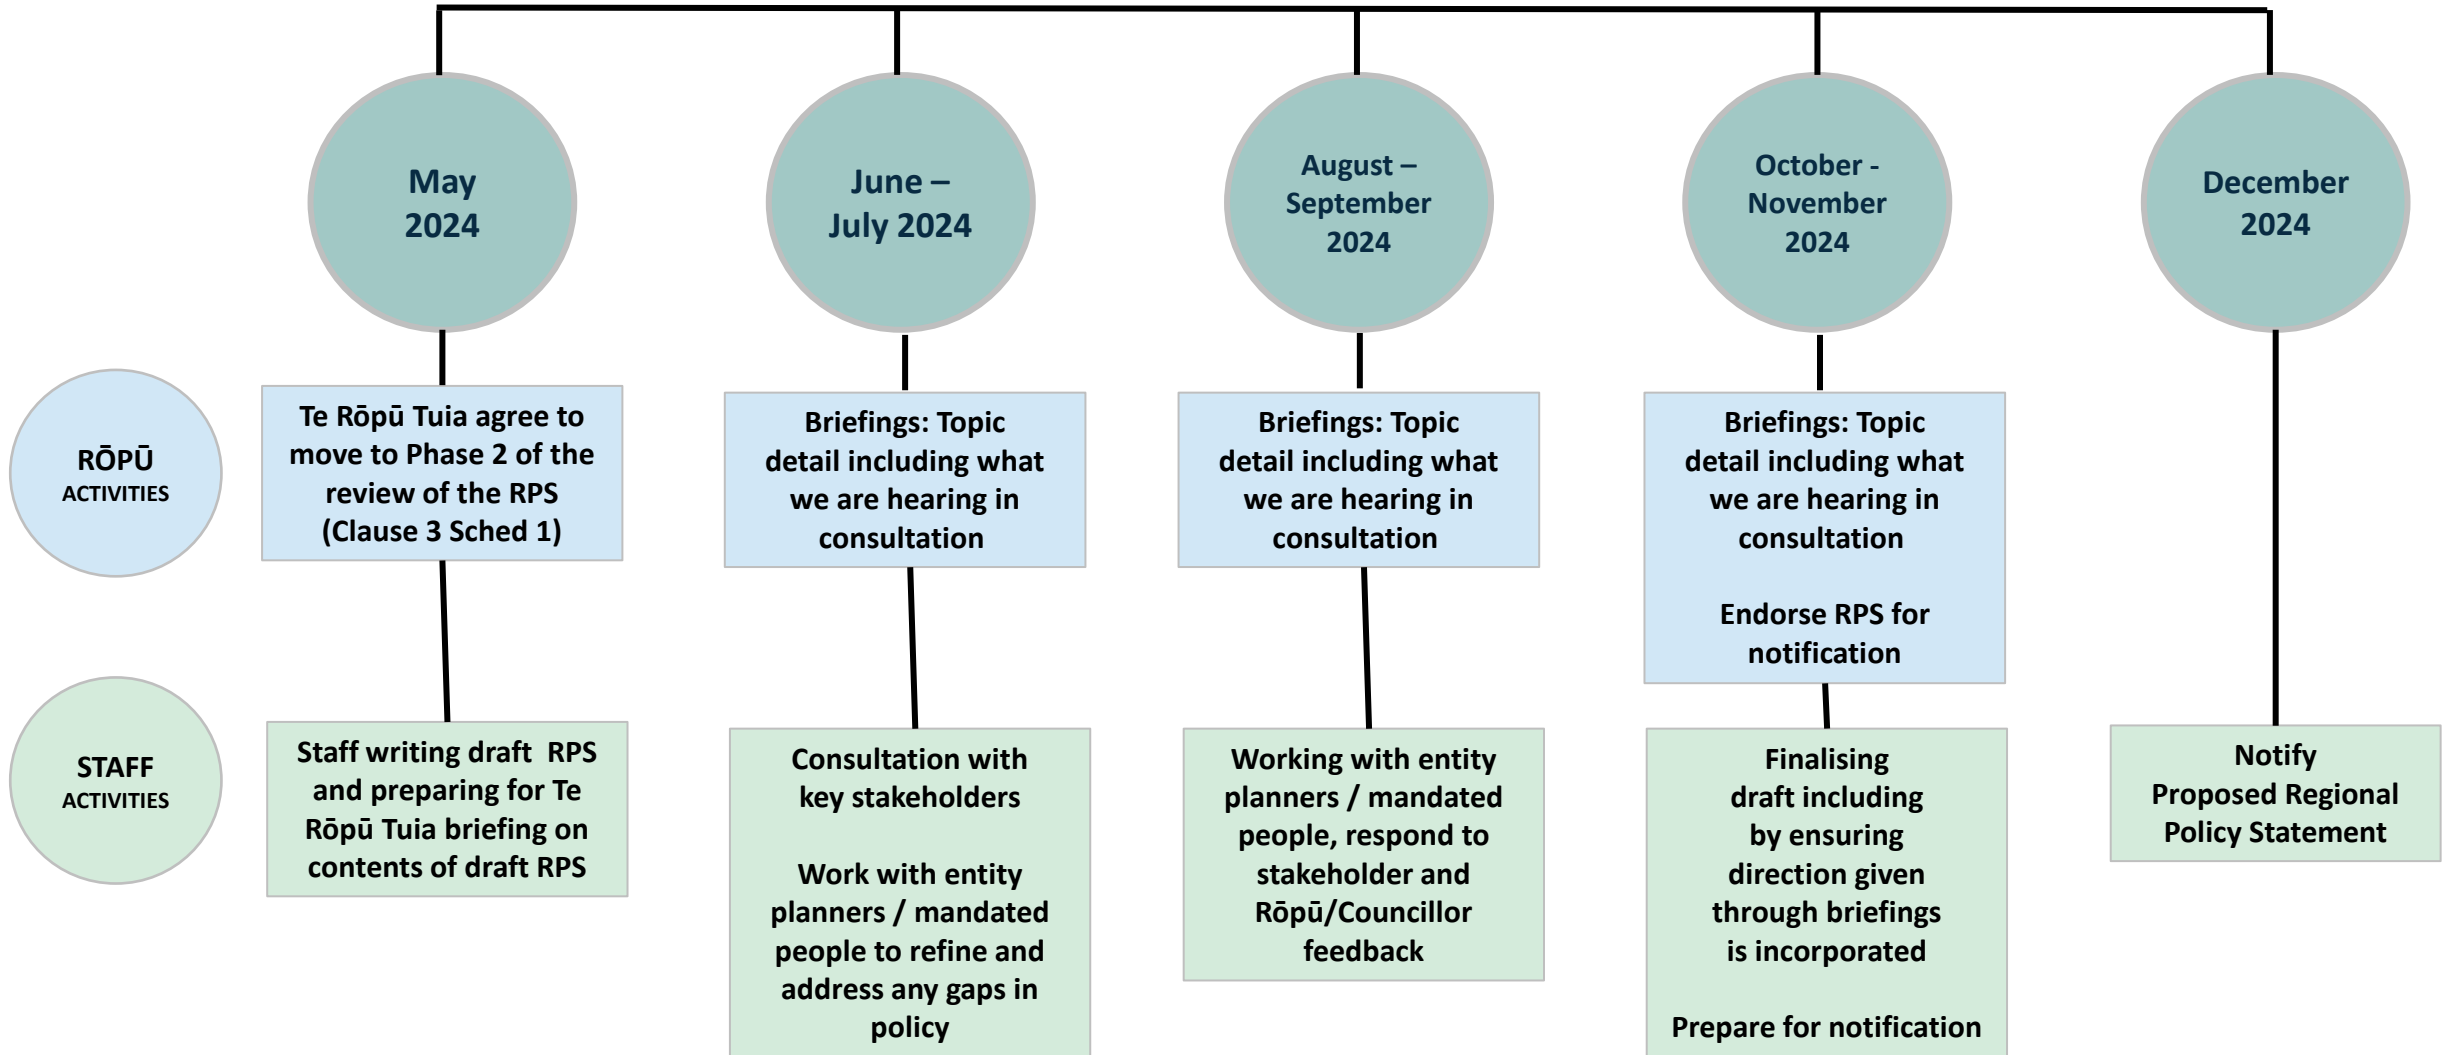 May
2024
June –
July 2024
August –
September
2024
October -
November
2024
December
2024
RŌPŪ
ACTIVITIES
Te Rōpū Tuia agree to
move to Phase 2 of the
review of the RPS
(Clause 3 Sched 1)
Briefings: Topic
detail including what
we are hearing in
consultation
Briefings: Topic
detail including what
we are hearing in
consultation
Briefings: Topic
detail including what
we are hearing in
consultation
Endorse RPS for
notification
STAFF
ACTIVITIES
Staff writing draft RPS
and preparing for Te
Rōpū Tuia briefing on
contents of draft RPS
Consultation with
key stakeholders
Work with entity
planners / mandated
people to refine and
address any gaps in
policy
Working with entity
planners / mandated
people, respond to
stakeholder and
Rōpū/Councillor
feedback
Finalising
draft including
by ensuring
direction given
through briefings
is incorporated
Prepare for notification
Notify
Proposed Regional
Policy Statement